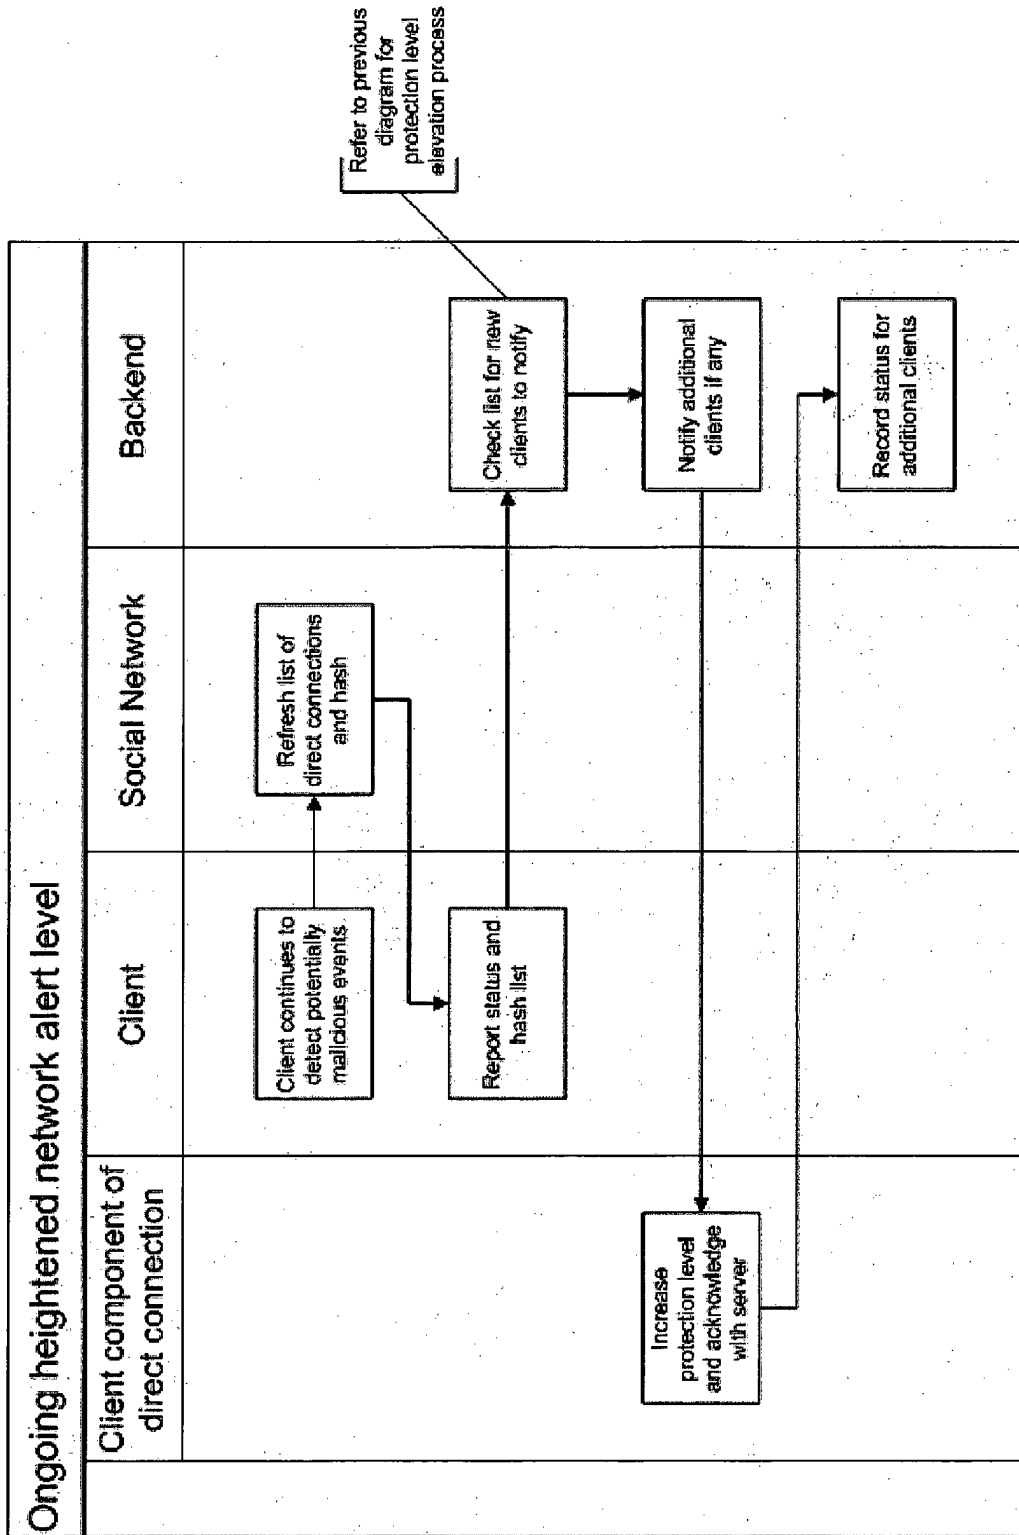 Ongoing heightened network alert level
Client component of
direct connection
Client
Social Network
Backend
Client continues to
detect potentially
malicious events
Refresh list of
direct connections
and hash
Report status and
hash list
Check list for new
clients to notify
Refer to previous
diagram for
protection level
elevation process
Increase
protection level
and acknowledge
with server
Notify additional
clients if any
Record status for
additional clients